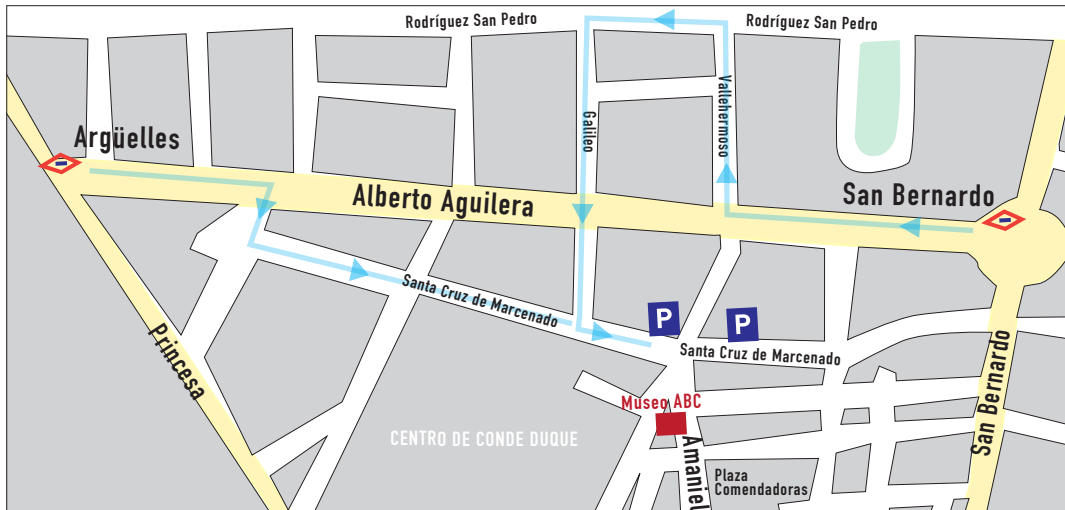 Rodríguez San Pedro
Rodríguez San Pedro
Vallehermoso
Galileo
Argüelles
Alberto Aguilera
San Bernardo
Santa Cruz de Marcenado
P
P
Santa Cruz de Marcenado
Princesa
San Bernardo
Museo ABC
CENTRO DE CONDE DUQUE
Amaniel
Plaza
Comendadoras